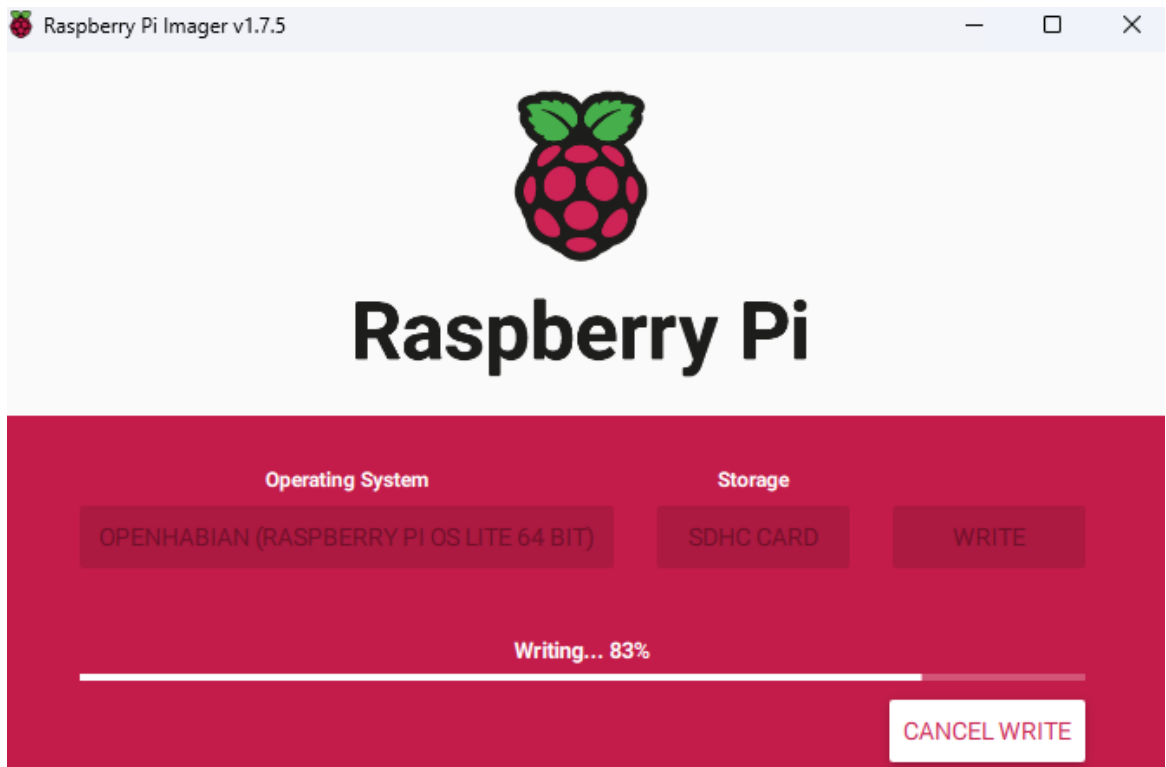 Raspberry Pi Imager v1.7.5
Raspberry Pi
Operating System
Storage
OPENHABIAN (RASPBERRY PI OS LITE 64 BIT)
SDHC CARD
WRITE
Writing... 83%
CANCEL WRITE